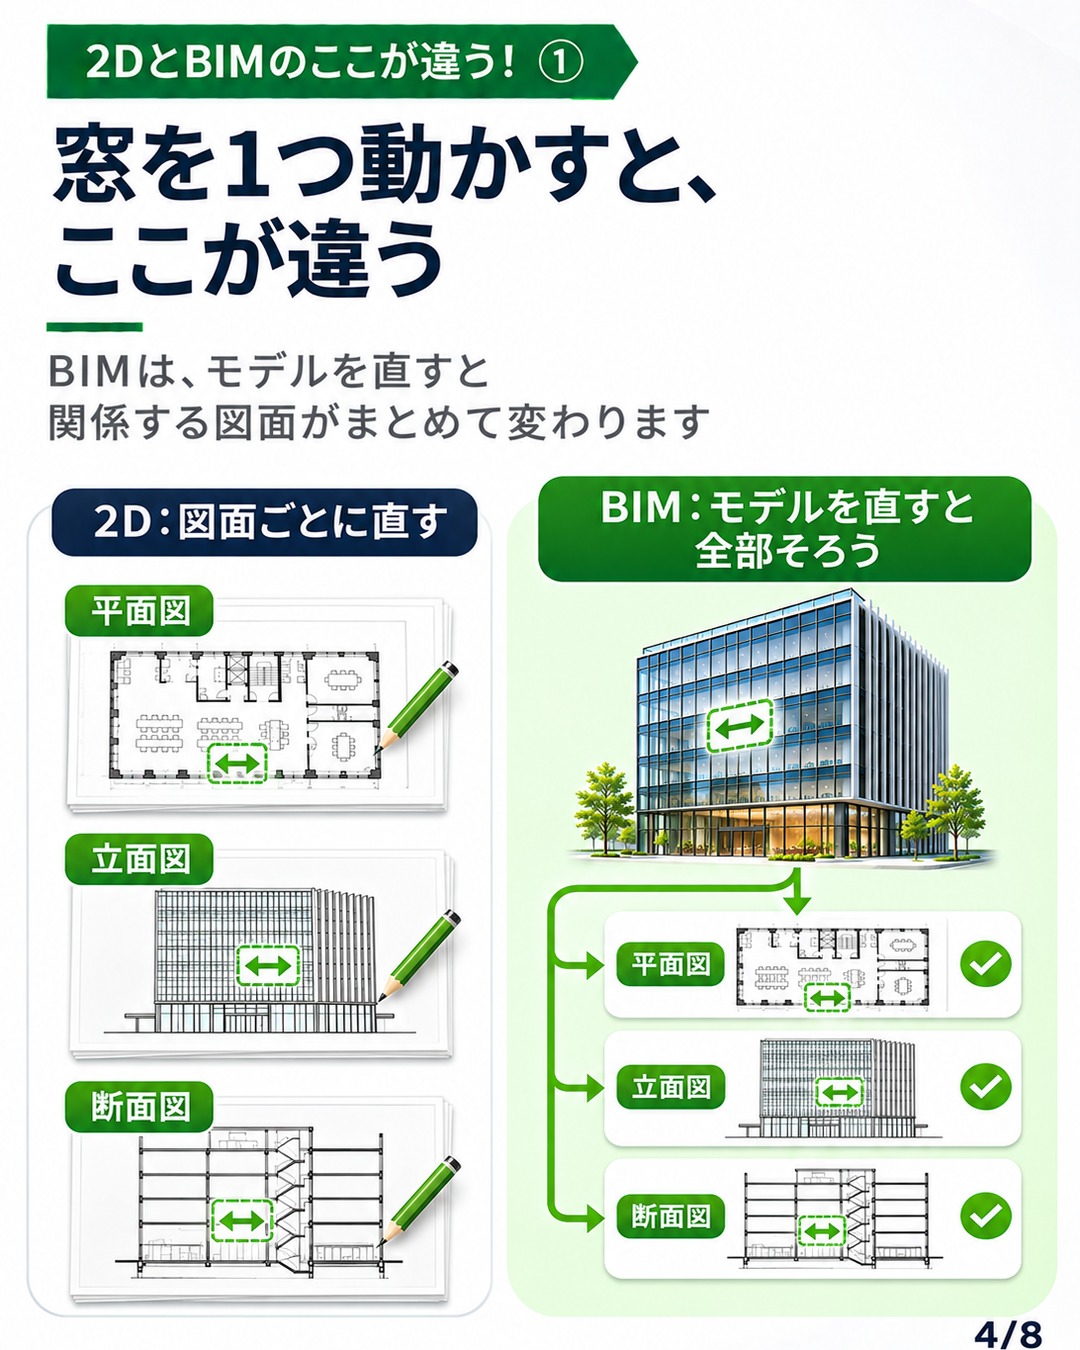 2DとBIMのここが違う! ①
窓を1つ動かすと、
ここが違う
BIMは、モデルを直すと
関係する図面がまとめて変わります
2D:図面ごとに直す
平面図
立面図
断面図
BIM:モデルを直すと
全部そろう
平面図
立面図
断面図
4/8